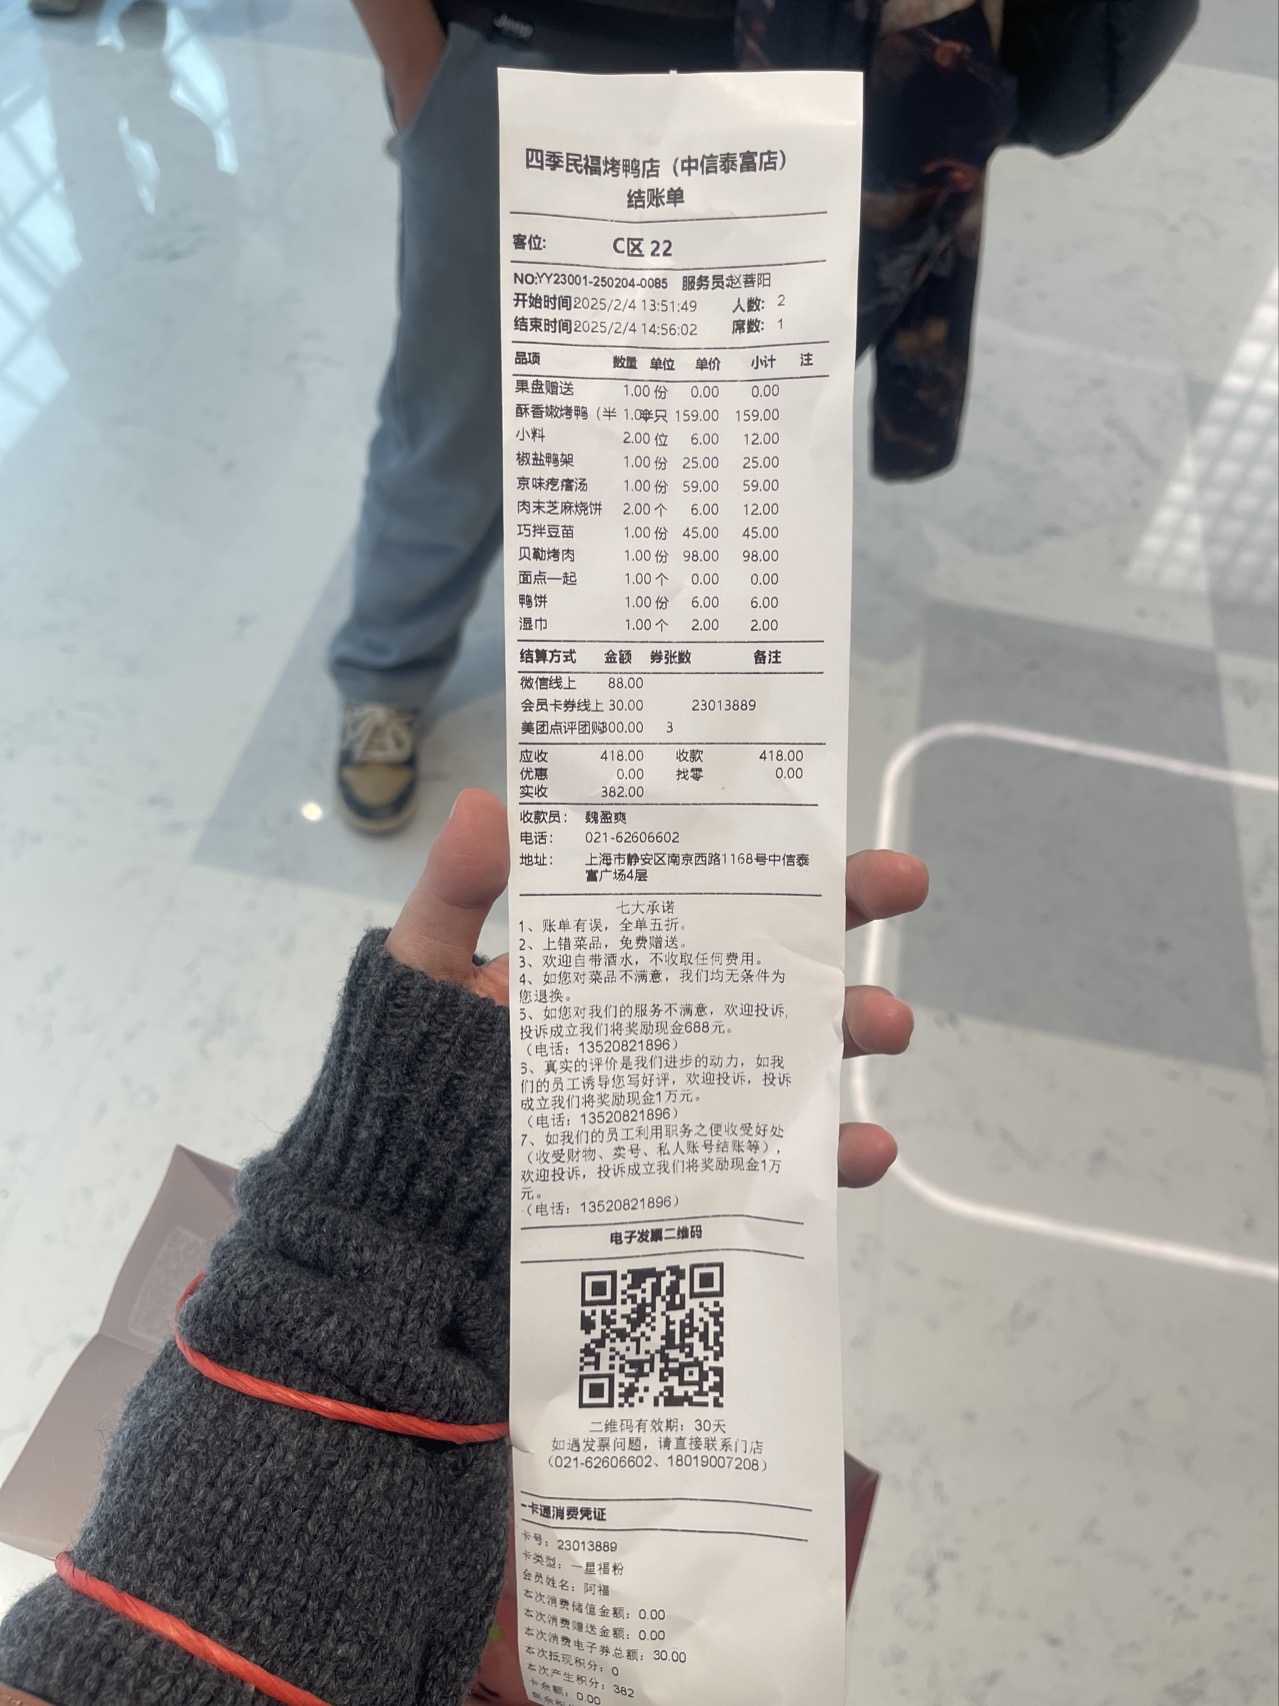 Jeep
四季民福烤鸭店（中信泰富店）
结账单
客位: C区 22
NO:YY23001-250204-0085 服务员:赵善阳
开始时间2025/2/4 13:51:49 人数: 2
结束时间2025/2/4 14:56:02 席数: 1
品项 数量 单位 单价 小计 注
果盘赠送 1.00 份 0.00 0.00
酥香嫩烤鸭（半 1.00半只 159.00 159.00
小料 2.00 位 6.00 12.00
椒盐鸭架 1.00 份 25.00 25.00
京味疙瘩汤 1.00 份 59.00 59.00
肉末芝麻烧饼 2.00 个 6.00 12.00
巧拌豆苗 1.00 份 45.00 45.00
贝勒烤肉 1.00 份 98.00 98.00
面点一起 1.00 个 0.00 0.00
鸭饼 1.00 份 6.00 6.00
湿巾 1.00 个 2.00 2.00
结算方式 金额 券张数 备注
微信线上 88.00
会员卡券线上 30.00 23013889
美团点评团购300.00 3
应收 418.00 收款 418.00
优惠 0.00 找零 0.00
实收 382.00
收款员: 魏盈爽
电话: 021-62606602
地址: 上海市静安区南京西路1168号中信泰
富广场4层
七大承诺
1、账单有误，全单五折。
2、上错菜品，免费赠送。
3、欢迎自带酒水，不收取任何费用。
4、如您对菜品不满意，我们均无条件为
您退换。
5、如您对我们的服务不满意，欢迎投诉,
投诉成立我们将奖励现金688元。
（电话：13520821896）
6、真实的评价是我们进步的动力，如我
们的员工诱导您写好评，欢迎投诉，投诉
成立我们将奖励现金1万元。
（电话：13520821896）
7、如我们的员工利用职务之便收受好处
（收受财物、卖号、私人账号结账等），
欢迎投诉，投诉成立我们将奖励现金1万
元。
（电话：13520821896）
电子发票二维码
二维码有效期：30天
如遇发票问题，请直接联系门店
（021-62606602、18019007208）
一卡通消费凭证
卡号：23013889
卡类型：一星福粉
会员姓名：阿福
本次消费储值金额：0.00
本次消费赠送金额：0.00
本次消费电子券总额：30.00
本次抵现积分：0
本次产生积分：382
卡余额：0.00